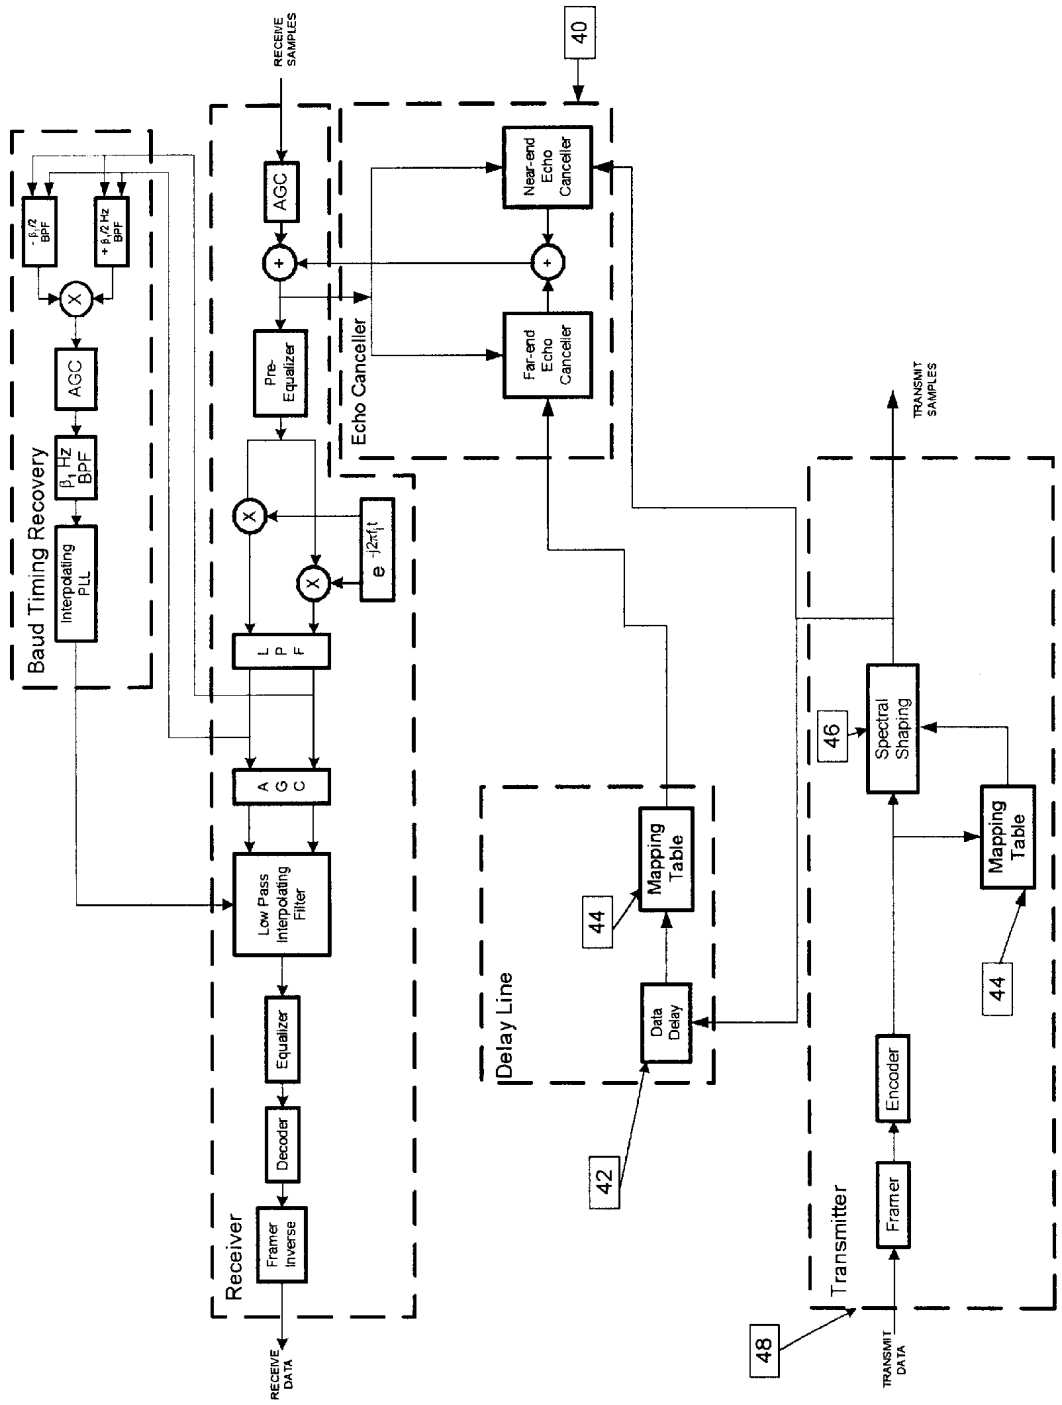 Baud Timing Recovery
Interpolating
PLL
β₁ Hz
BPF
AGC
X
- β₁/2
BPF
+ β₁/2 Hz
BPF
Receiver
RECEIVE
DATA
Framer
Inverse
Decoder
Equalizer
Low Pass
Interpolating
Filter
A
G
C
L
P
F
X
X
e -j2πfᵢt
Pre-
Equalizer
+
AGC
RECEIVE
SAMPLES
Echo Canceller
Far-end
Echo
Canceller
+
Near-end
Echo
Canceller
40
Delay Line
42
Data
Delay
44
Mapping
Table
Transmitter
48
TRANSMIT
DATA
Framer
Encoder
46
Spectral
Shaping
44
Mapping
Table
TRANSMIT
SAMPLES